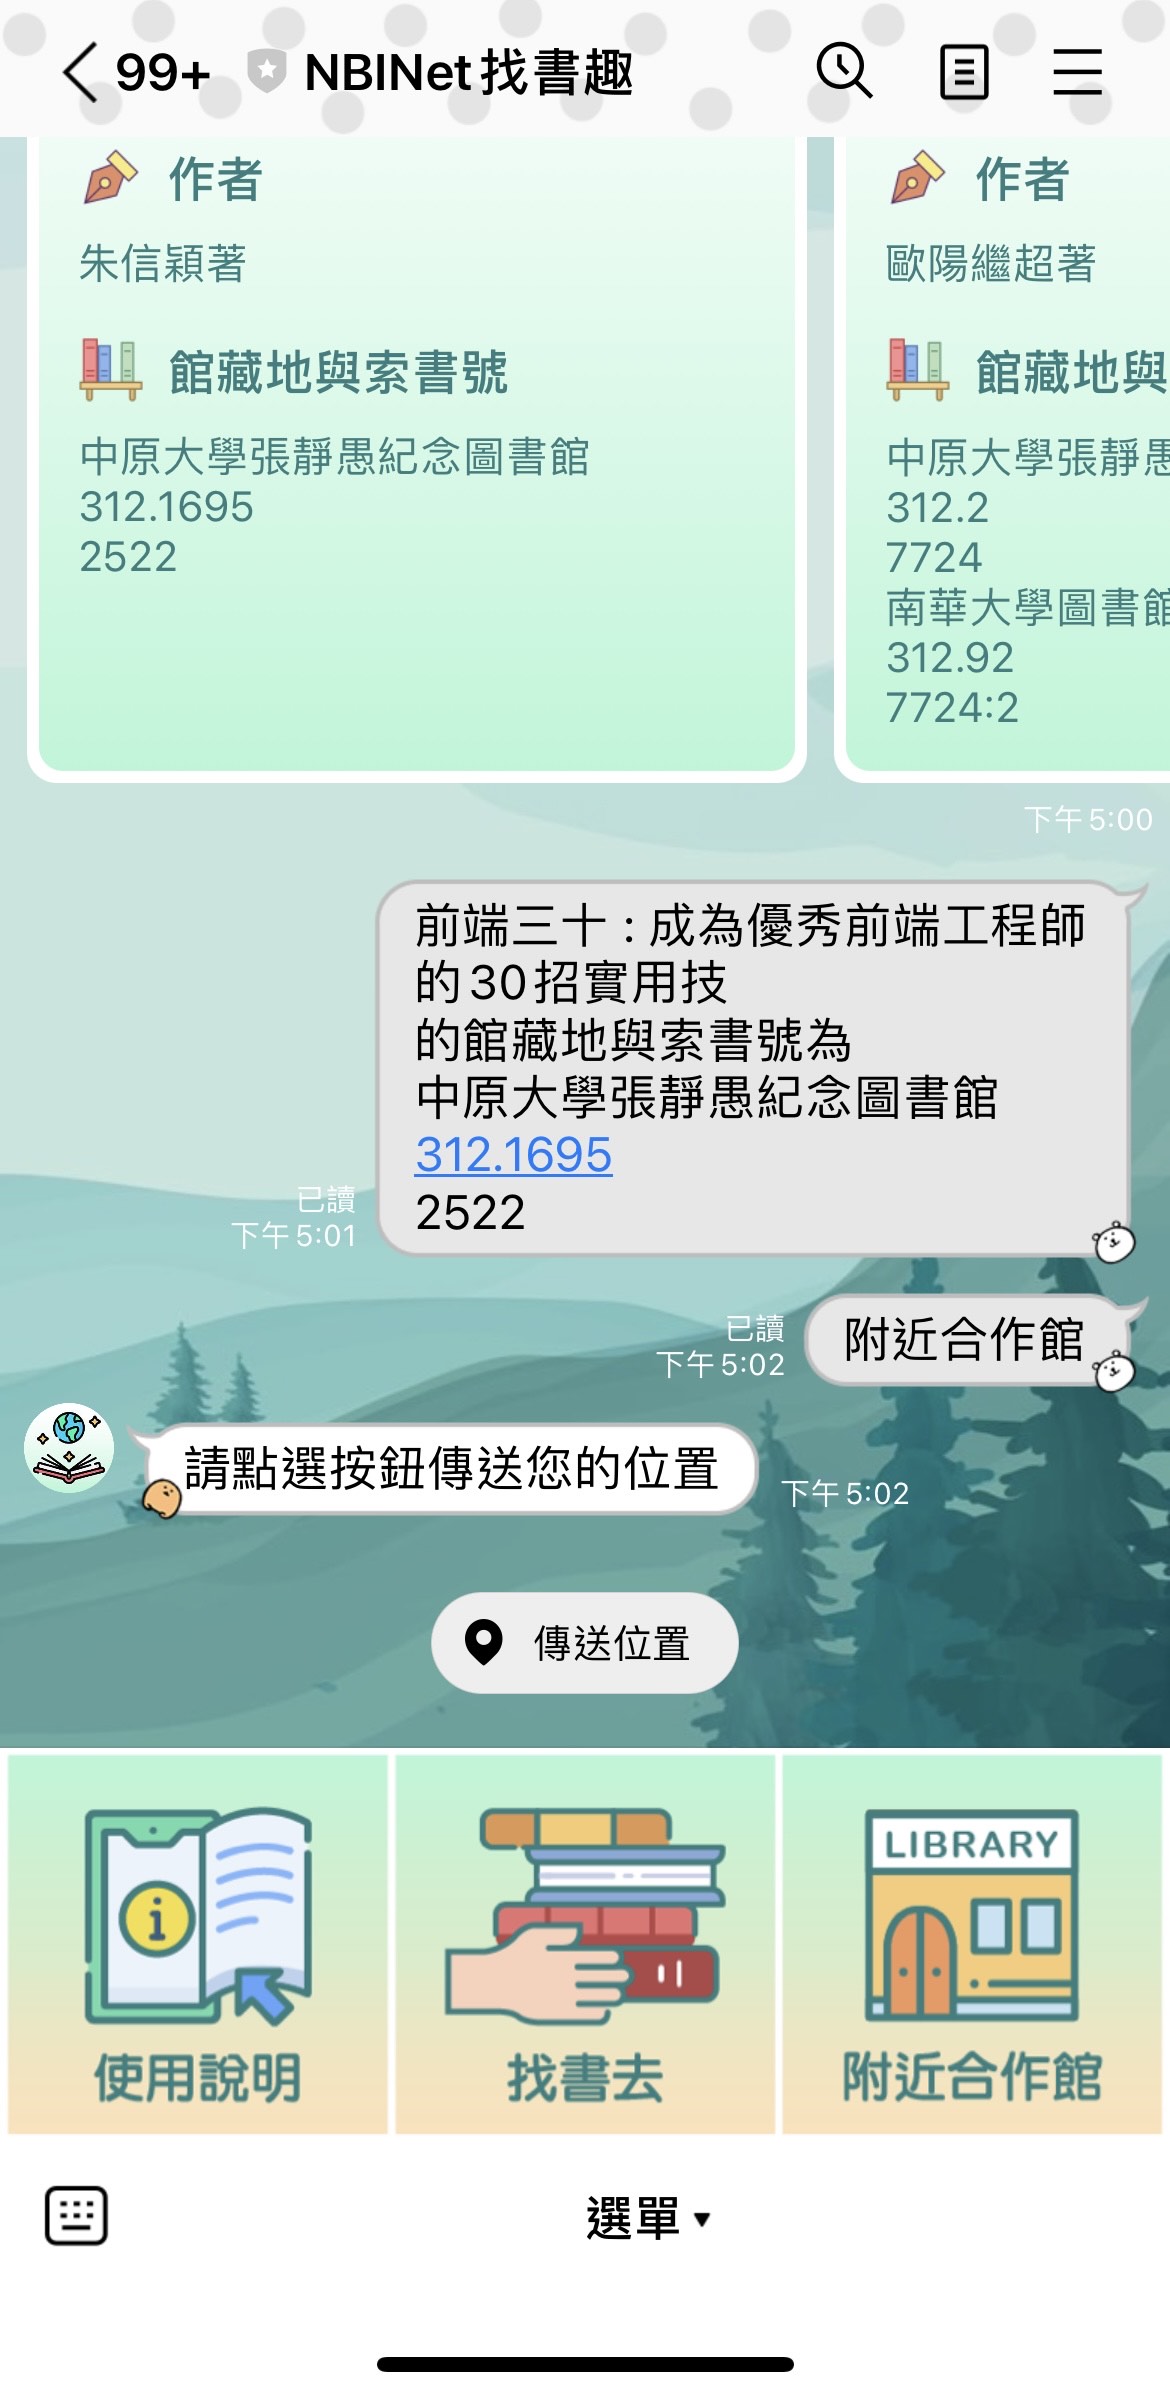 99+ NBINet找書趣
作者
朱信穎著
館藏地與索書號
中原大學張靜愚紀念圖書館
312.1695
2522
作者
歐陽繼超著
館藏地與
中原大學張靜愚
312.2
7724
南華大學圖書館
312.92
7724:2
下午5:00
前端三十 : 成為優秀前端工程師
的30招實用技
的館藏地與索書號為
中原大學張靜愚紀念圖書館
312.1695
2522
已讀
下午5:01
附近合作館
已讀
下午5:02
請點選按鈕傳送您的位置
下午5:02
傳送位置
LIBRARY
使用說明
找書去
附近合作館
選單 ▾